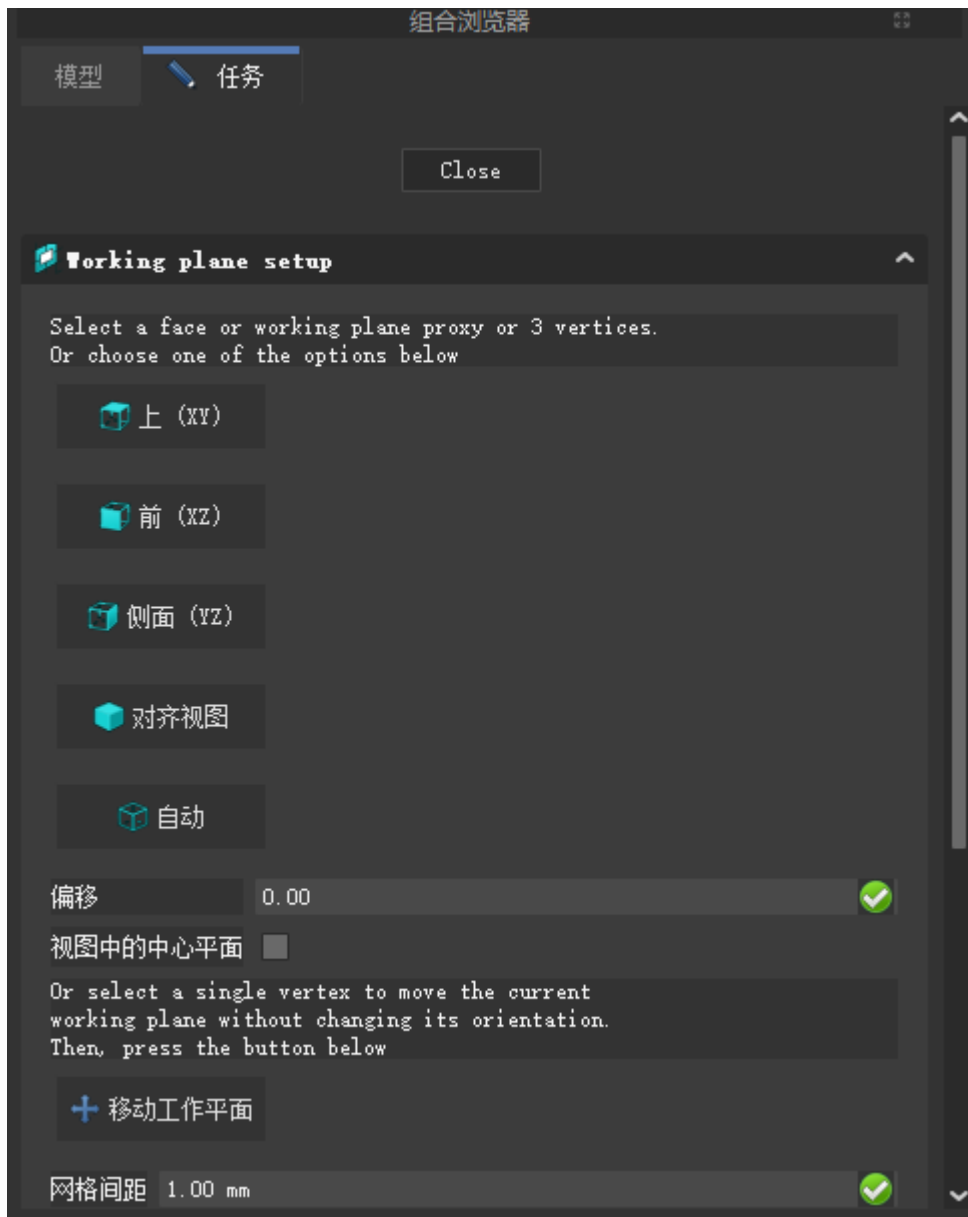 组合浏览器
模型 任务
Close
Working plane setup
Select a face or working plane proxy or 3 vertices.
Or choose one of the options below
上 (XY)
前 (XZ)
侧面 (YZ)
对齐视图
自动
偏移 0.00
视图中的中心平面
Or select a single vertex to move the current
working plane without changing its orientation.
Then, press the button below
移动工作平面
网格间距 1.00 mm